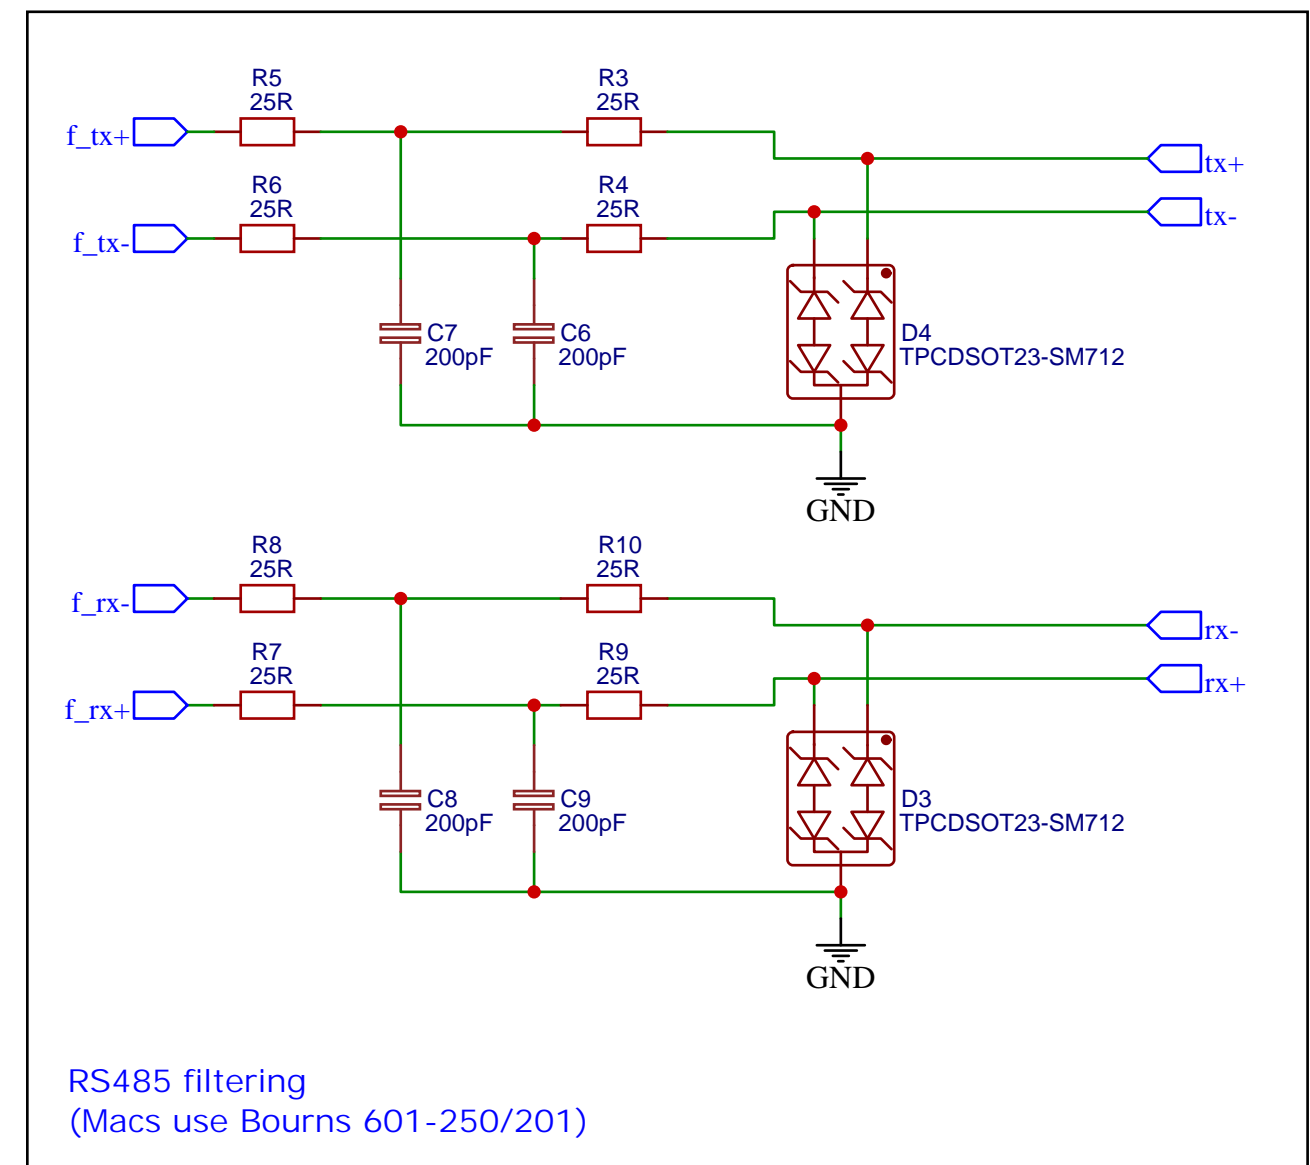 R5
25R
R3
25R
f_tx+
tx+
R6
25R
R4
25R
f_tx-
tx-
C7
200pF
C6
200pF
D4
TPCDSOT23-SM712
GND
R8
25R
R10
25R
f_rx-
rx-
R7
25R
R9
25R
f_rx+
rx+
C8
200pF
C9
200pF
D3
TPCDSOT23-SM712
GND
RS485 filtering
(Macs use Bourns 601-250/201)